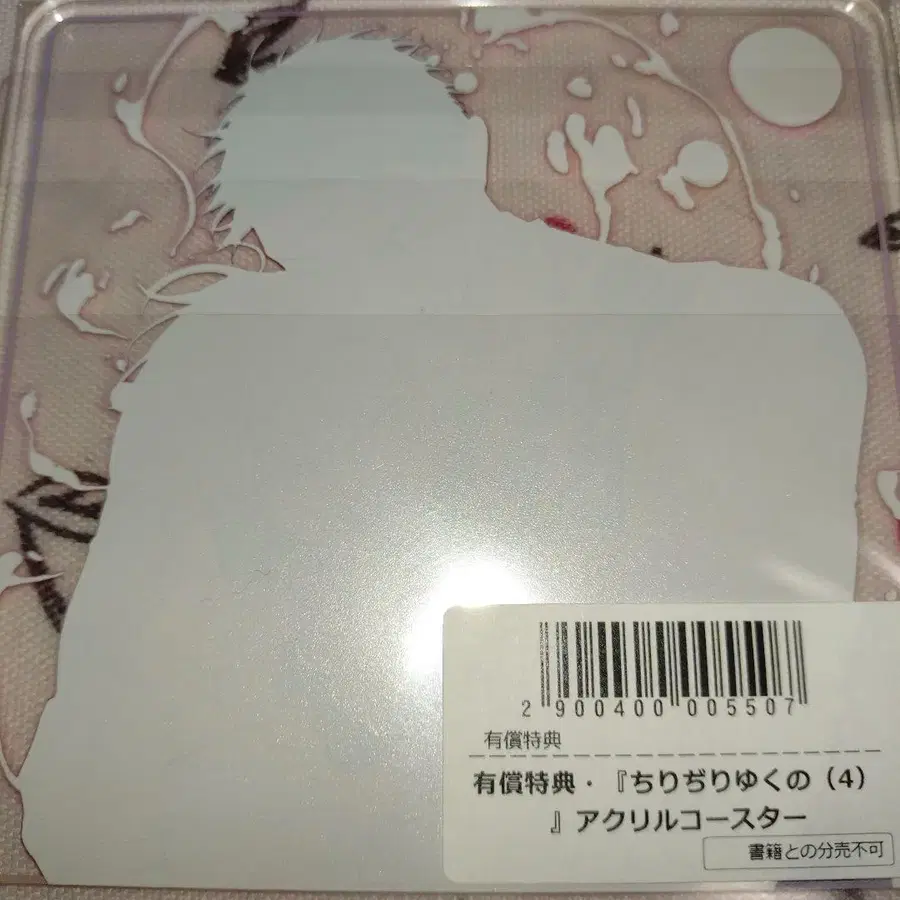 2 900400 005507
有償特典
有償特典・『ちりぢりゆくの（4）
』アクリルコースター
書籍との分売不可